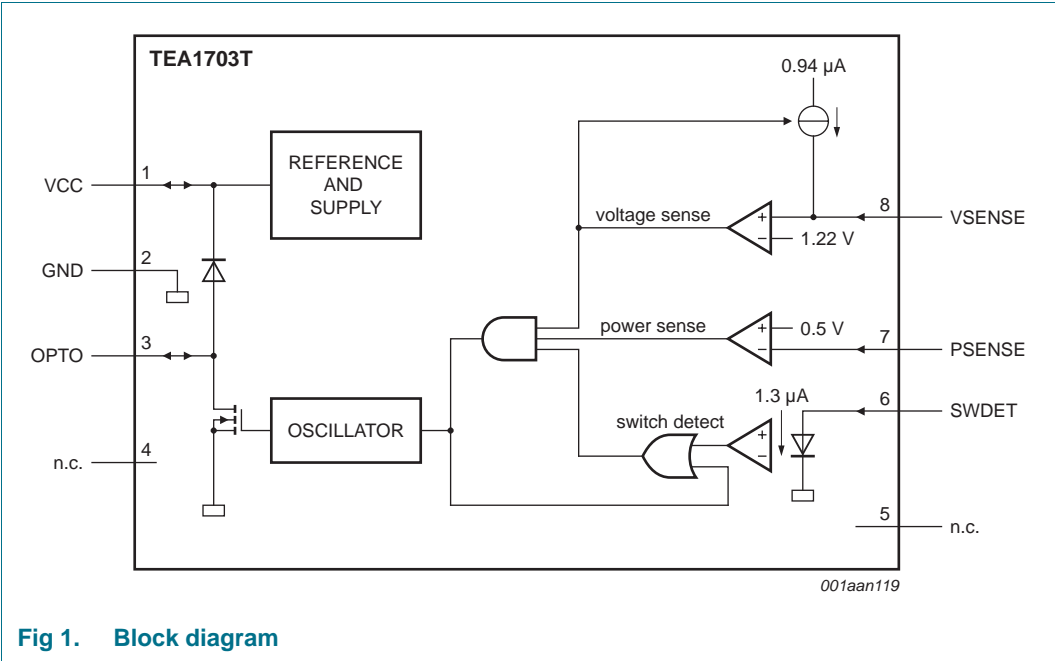 TEA1703T
0.94 μA
REFERENCE
AND
SUPPLY
VCC
1
voltage sense
+
−
1.22 V
8
VSENSE
GND
2
OPTO
3
power sense
+
−
0.5 V
7
PSENSE
1.3 μA
6
SWDET
OSCILLATOR
switch detect
+
−
n.c.
4
5
n.c.
001aan119
Fig 1. Block diagram